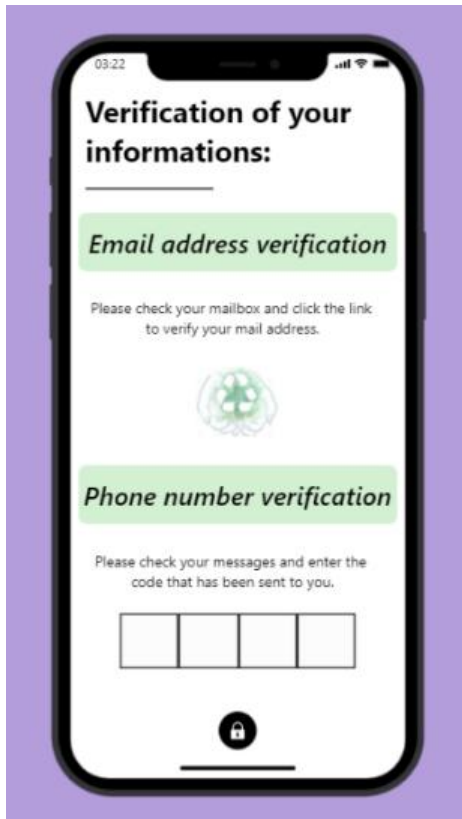 03:22
Verification of your
informations:
Email address verification
Please check your mailbox and click the link
to verify your mail address.
Phone number verification
Please check your messages and enter the
code that has been sent to you.